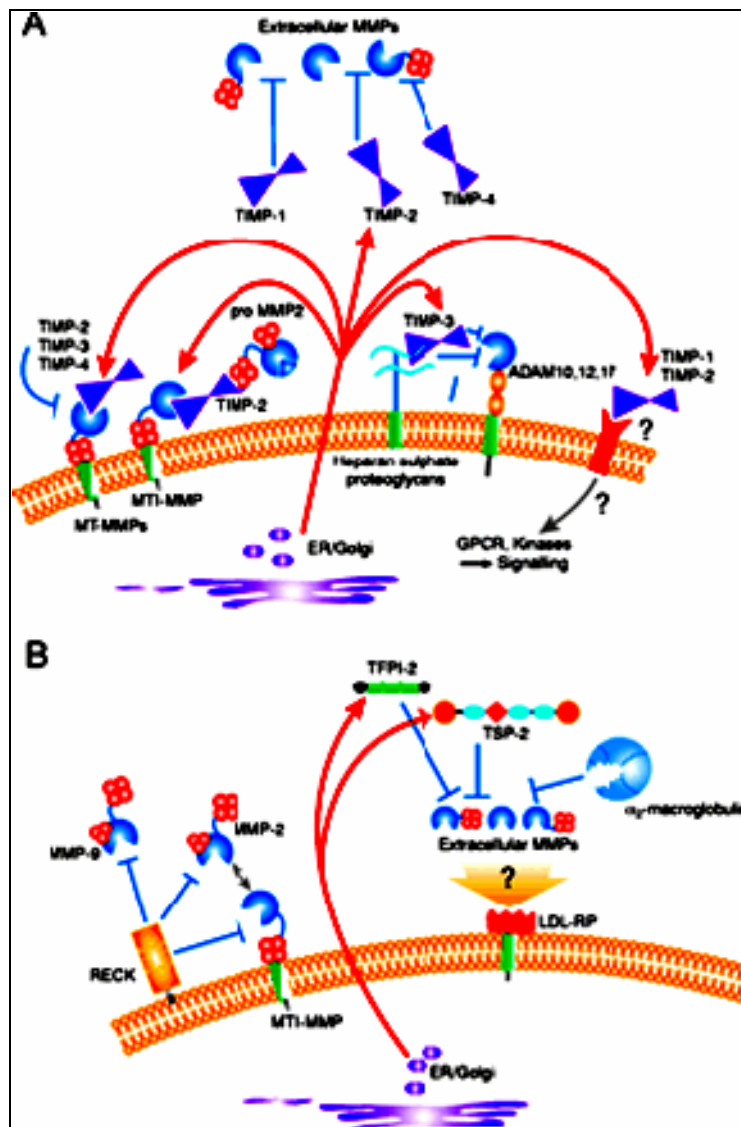 A
Extracellular MMPs
TIMP-1
TIMP-2
TIMP-4
TIMP-2
TIMP-3
TIMP-4
pro MMP2
TIMP-2
TIMP-3
ADAM10,12,17
TIMP-1
TIMP-2
?
?
MT-MMPs
MTI-MMP
Heparan sulphate
proteoglycans
ER/Golgi
GPCR, Kinases
Signalling
B
TFPI-2
TSP-2
α2-macroglobulin
Extracellular MMPs
?
LDL-RP
MMP-9
MMP-2
RECK
MTI-MMP
ER/Golgi